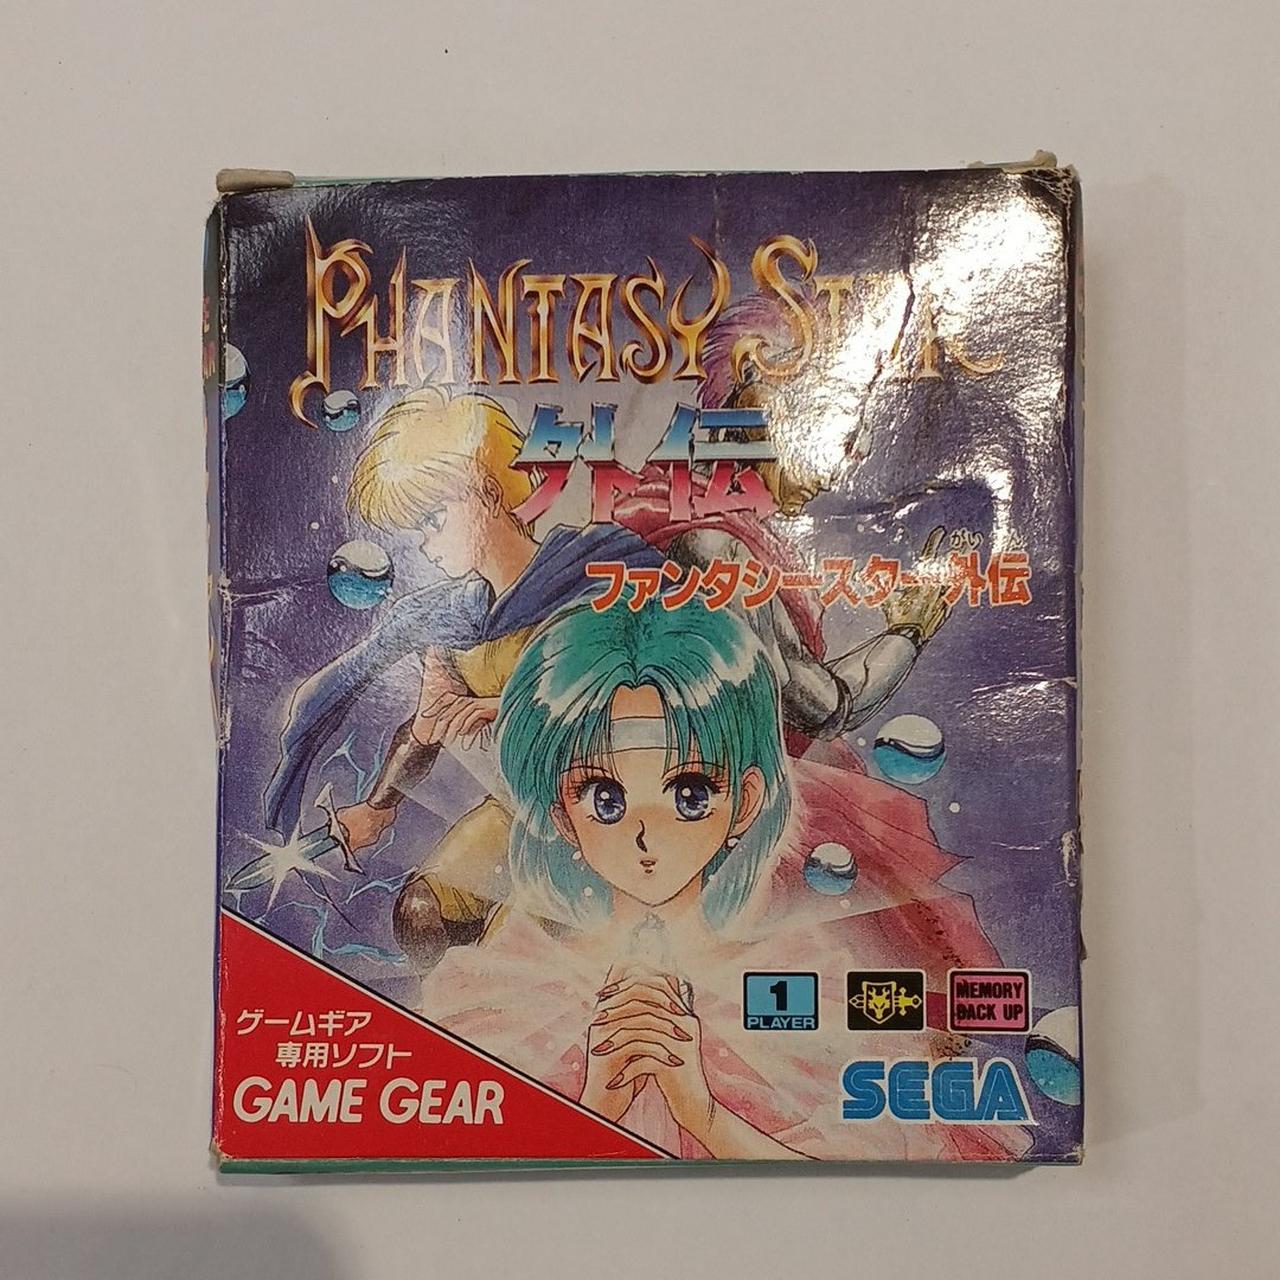 PHANTASY STAR
外伝
がいでん
ファンタシースター外伝
1
PLAYER
MEMORY
BACK UP
SEGA
ゲームギア
専用ソフト
GAME GEAR